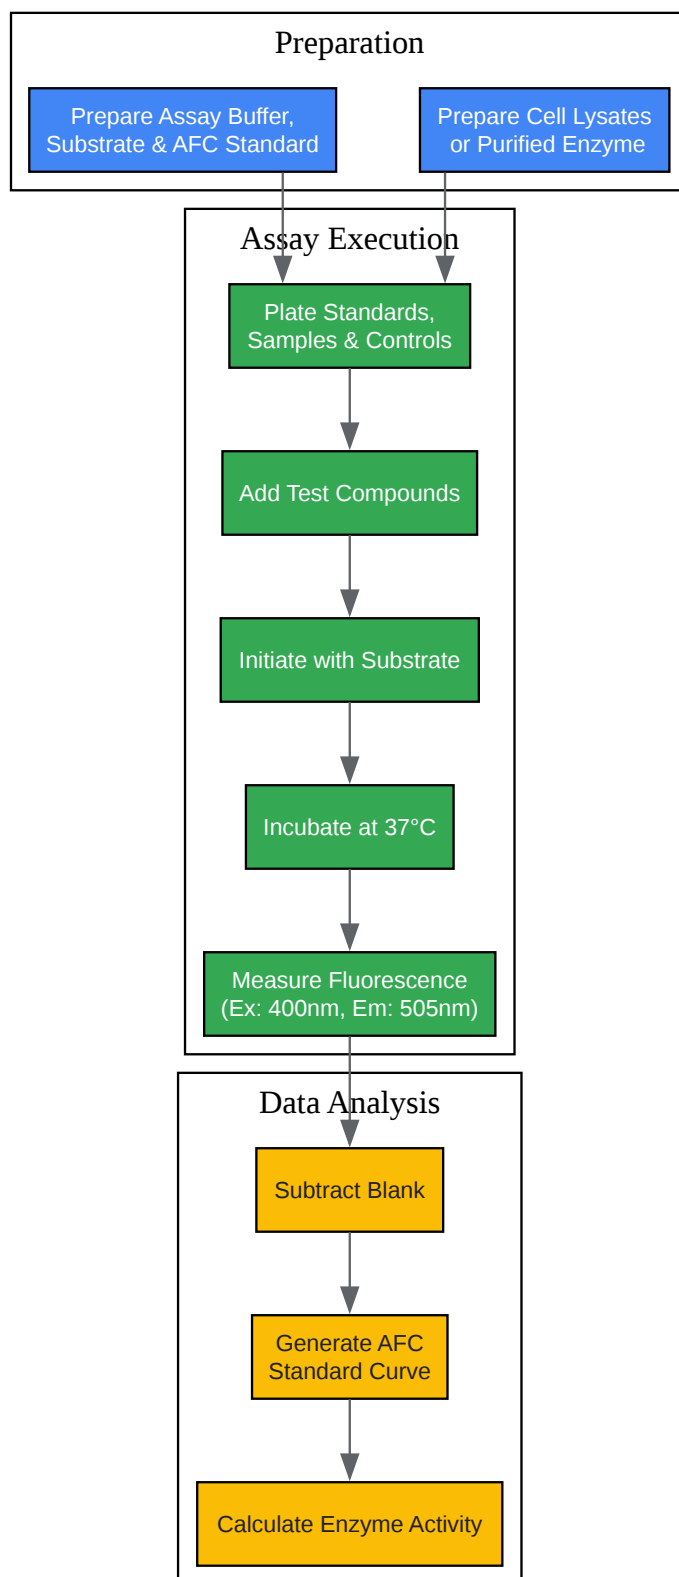 Preparation
Prepare Assay Buffer,
Substrate & AFC Standard
Prepare Cell Lysates
or Purified Enzyme
Assay Execution
Plate Standards,
Samples & Controls
Add Test Compounds
Initiate with Substrate
Incubate at 37°C
Measure Fluorescence
(Ex: 400nm, Em: 505nm)
Data Analysis
Subtract Blank
Generate AFC
Standard Curve
Calculate Enzyme Activity